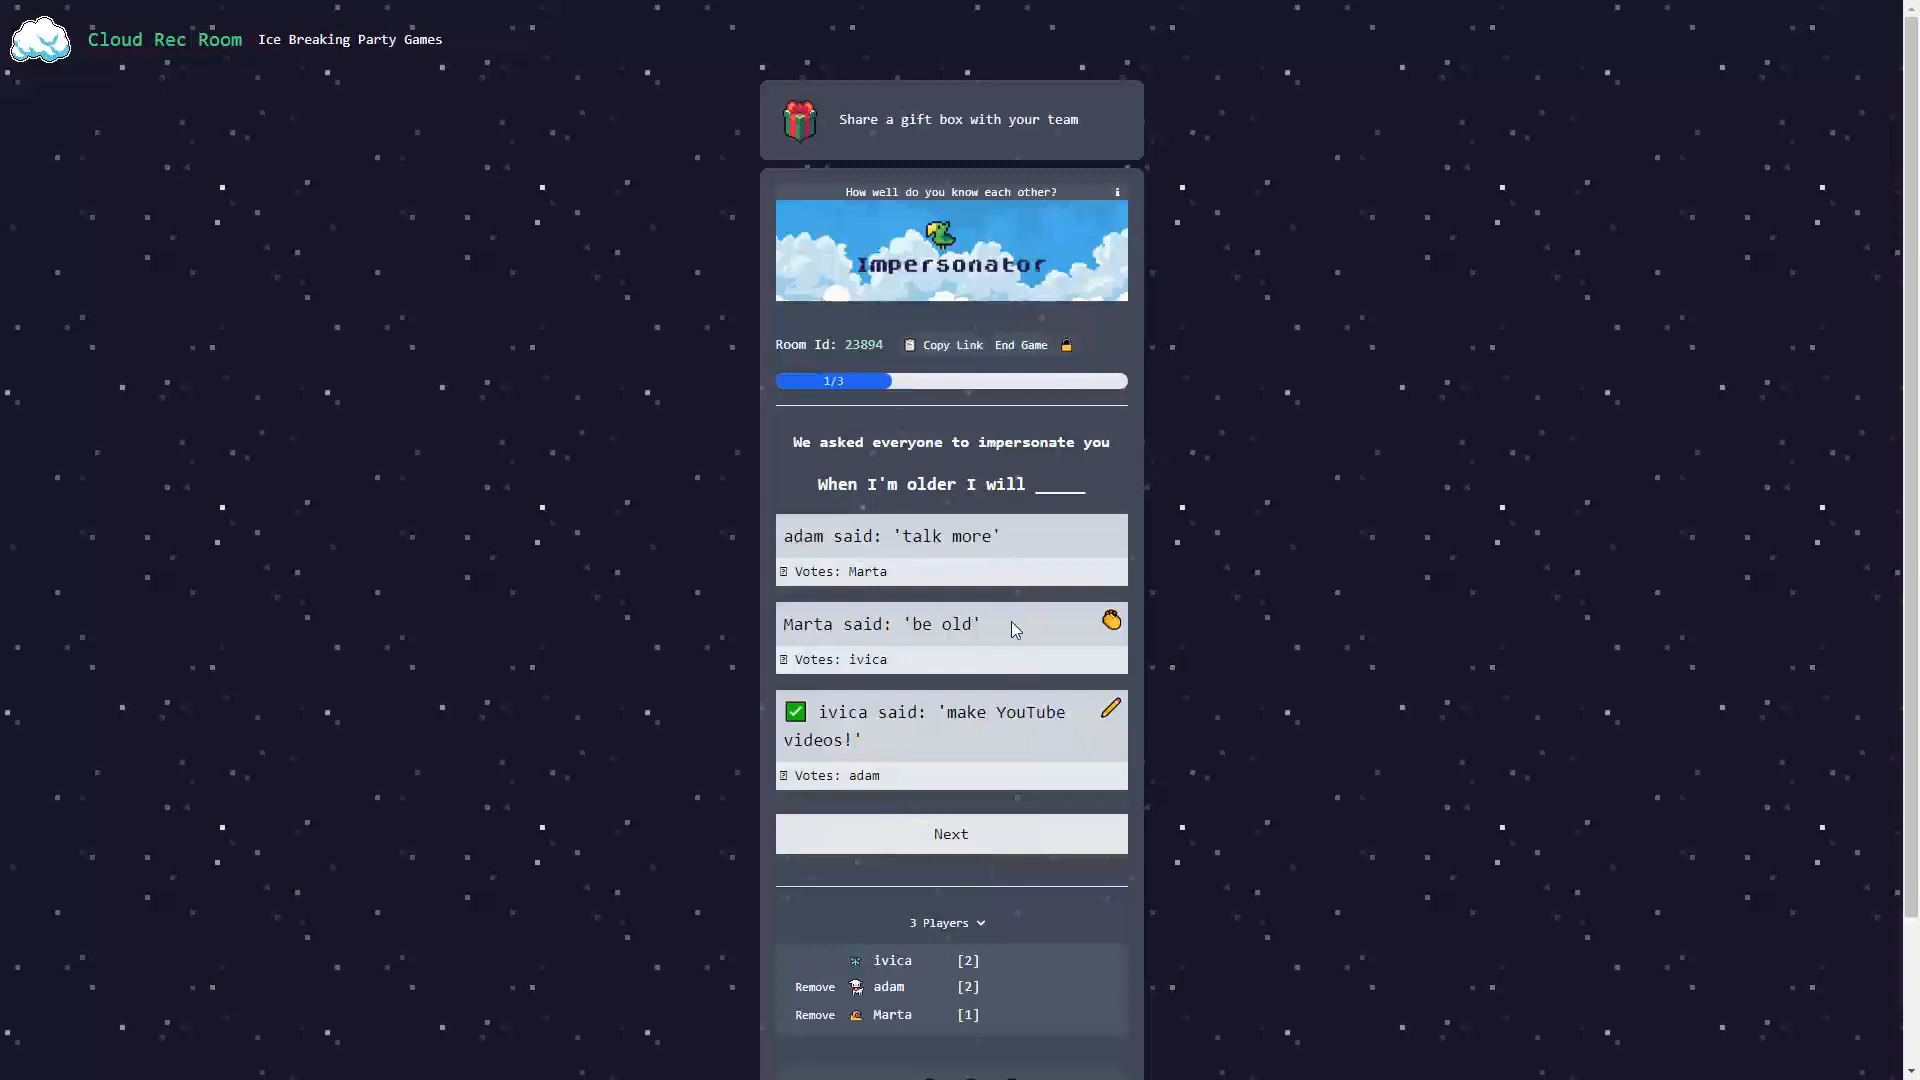 Cloud Rec Room Ice Breaking Party Games
Share a gift box with your team
How well do you know each other?
Impersonator
Room Id: 23894 Copy Link End Game
1/3
We asked everyone to impersonate you
When I'm older I will _____
adam said: 'talk more'
Votes: Marta
Marta said: 'be old'
Votes: ivica
ivica said: 'make YouTube
videos!'
Votes: adam
Next
3 Players
ivica [2]
Remove adam [2]
Remove Marta [1]